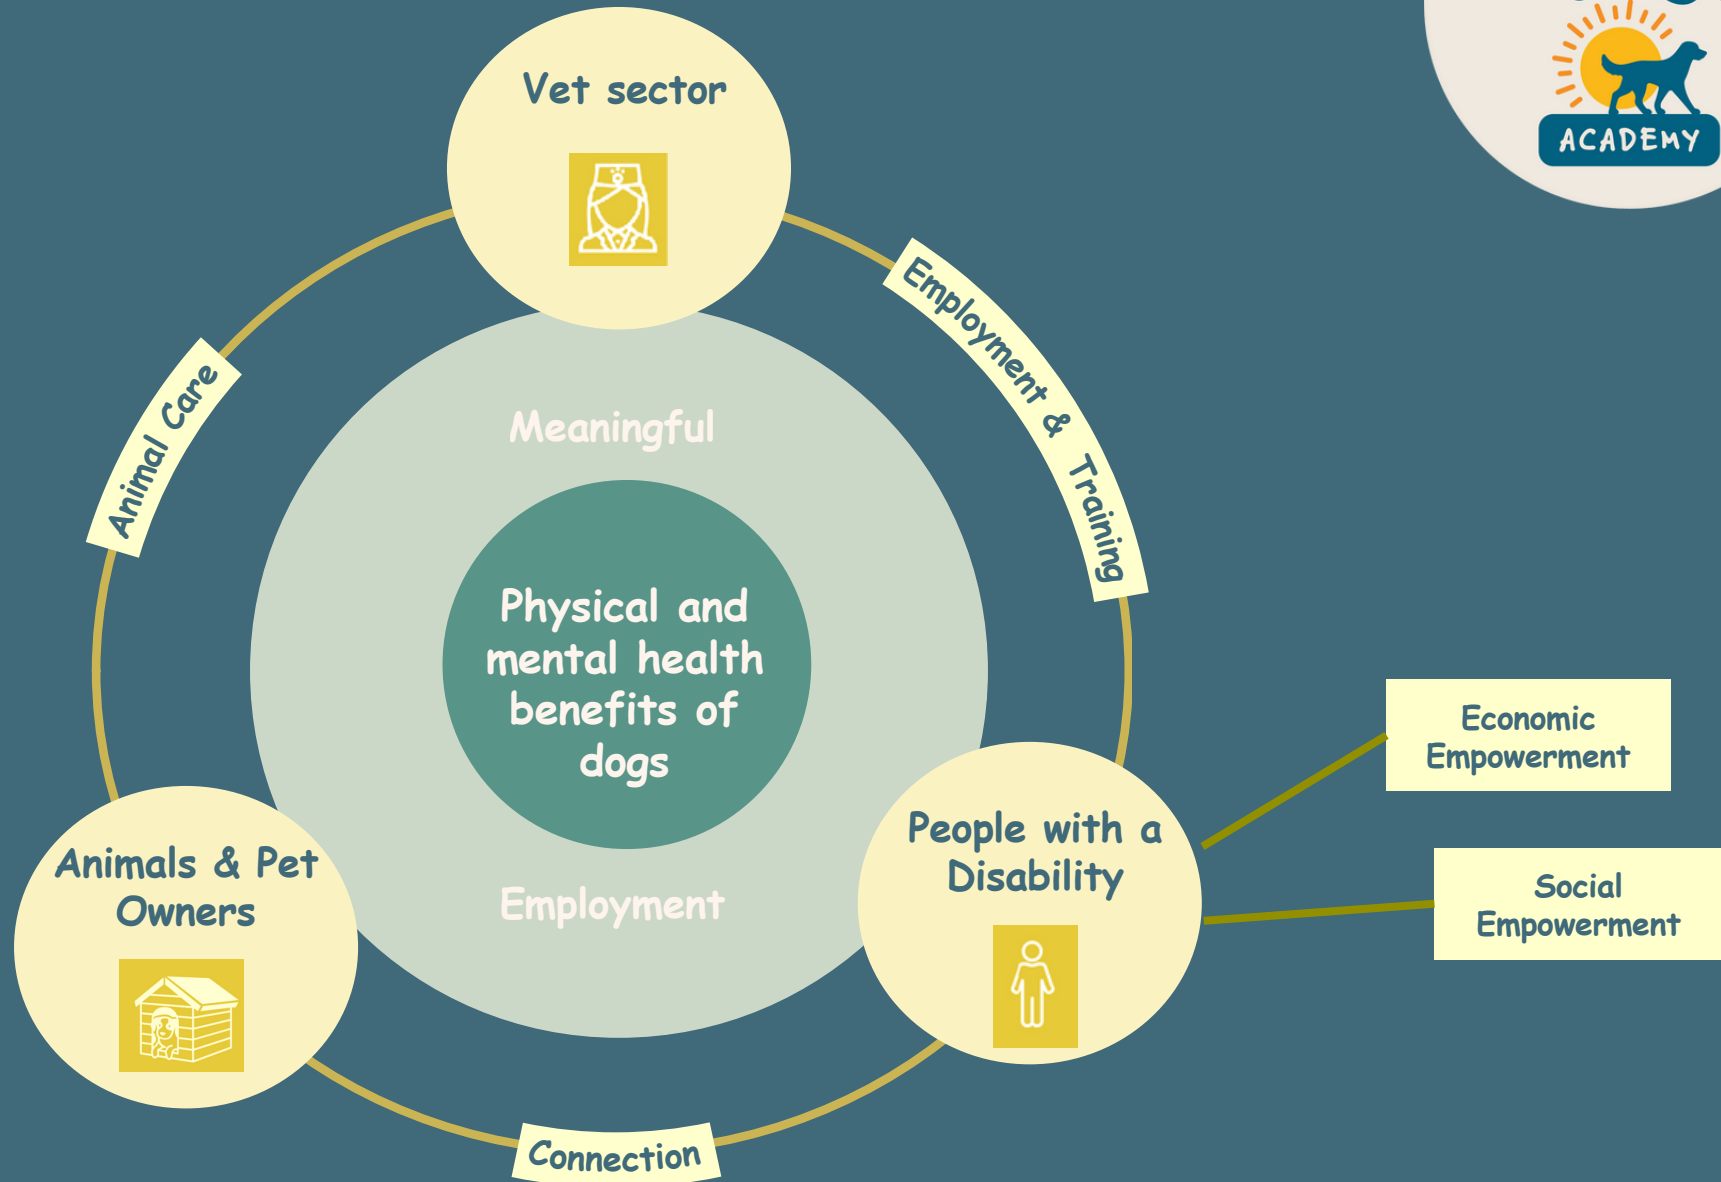 Vet sector
ACADEMY
Employment & Training
Animal Care
Meaningful
Physical and
mental health
benefits of
dogs
Employment
Economic
Empowerment
People with a
Disability
Social
Empowerment
Animals & Pet
Owners
Connection